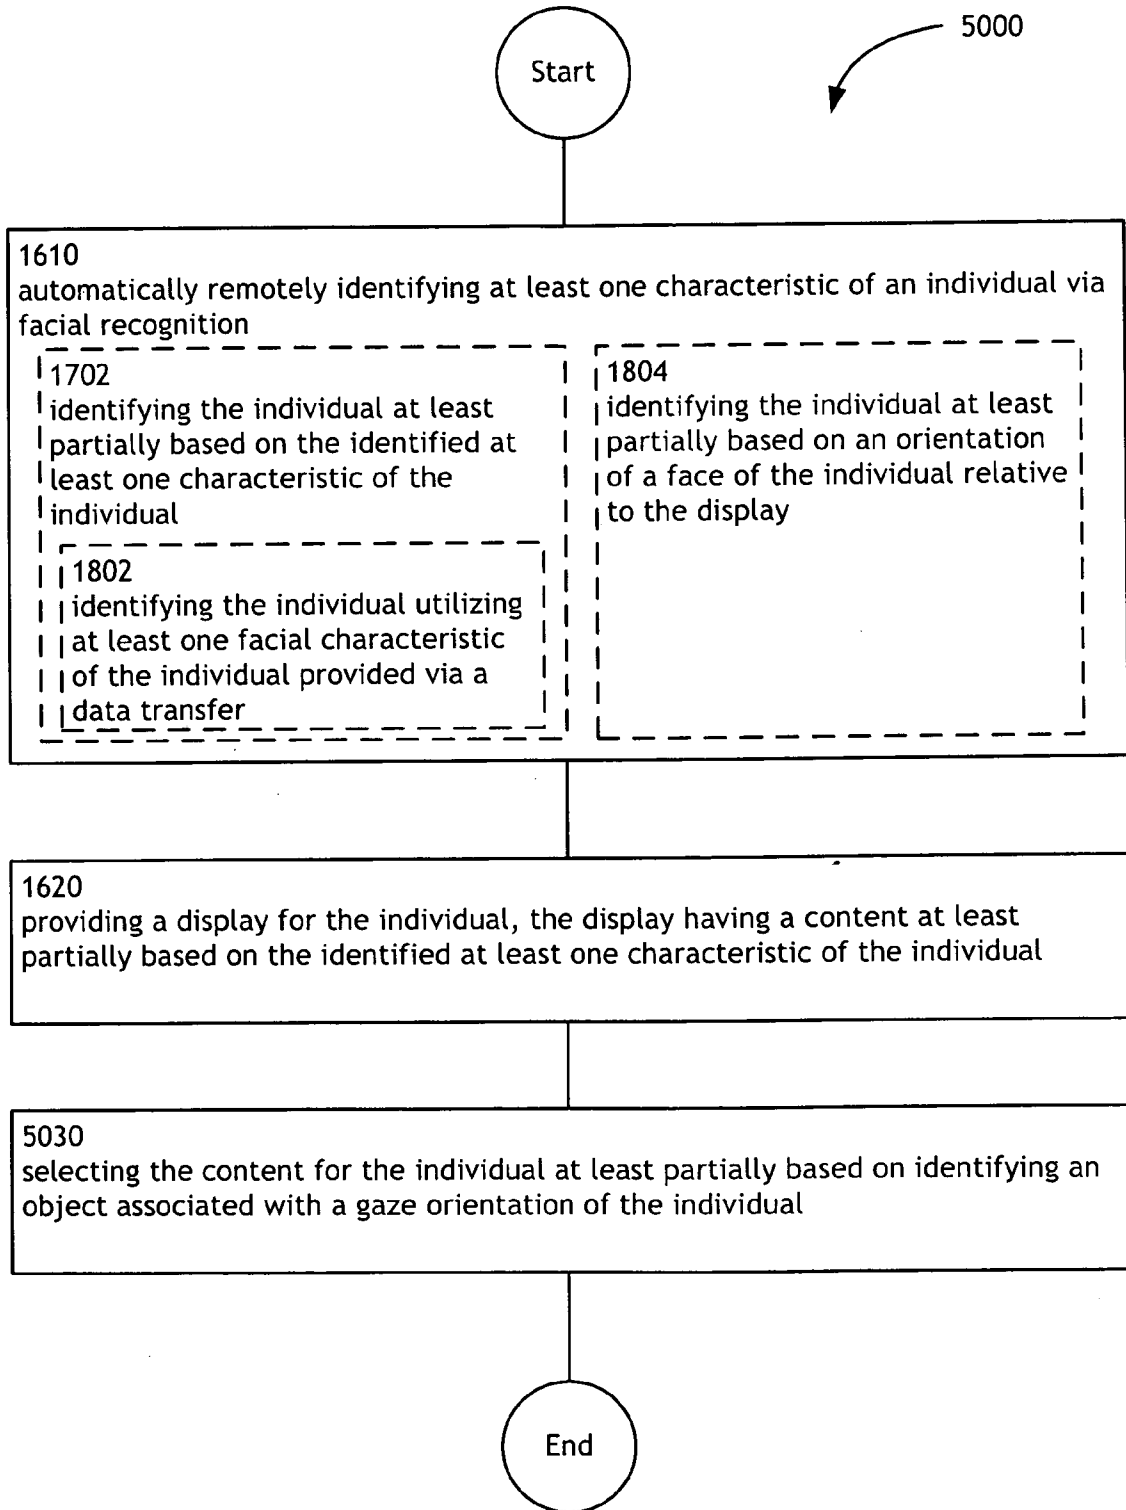 5000
Start
1610
automatically remotely identifying at least one characteristic of an individual via
facial recognition
1702
identifying the individual at least
partially based on the identified at
least one characteristic of the
individual
1802
identifying the individual utilizing
at least one facial characteristic
of the individual provided via a
data transfer
1804
identifying the individual at least
partially based on an orientation
of a face of the individual relative
to the display
1620
providing a display for the individual, the display having a content at least
partially based on the identified at least one characteristic of the individual
5030
selecting the content for the individual at least partially based on identifying an
object associated with a gaze orientation of the individual
End